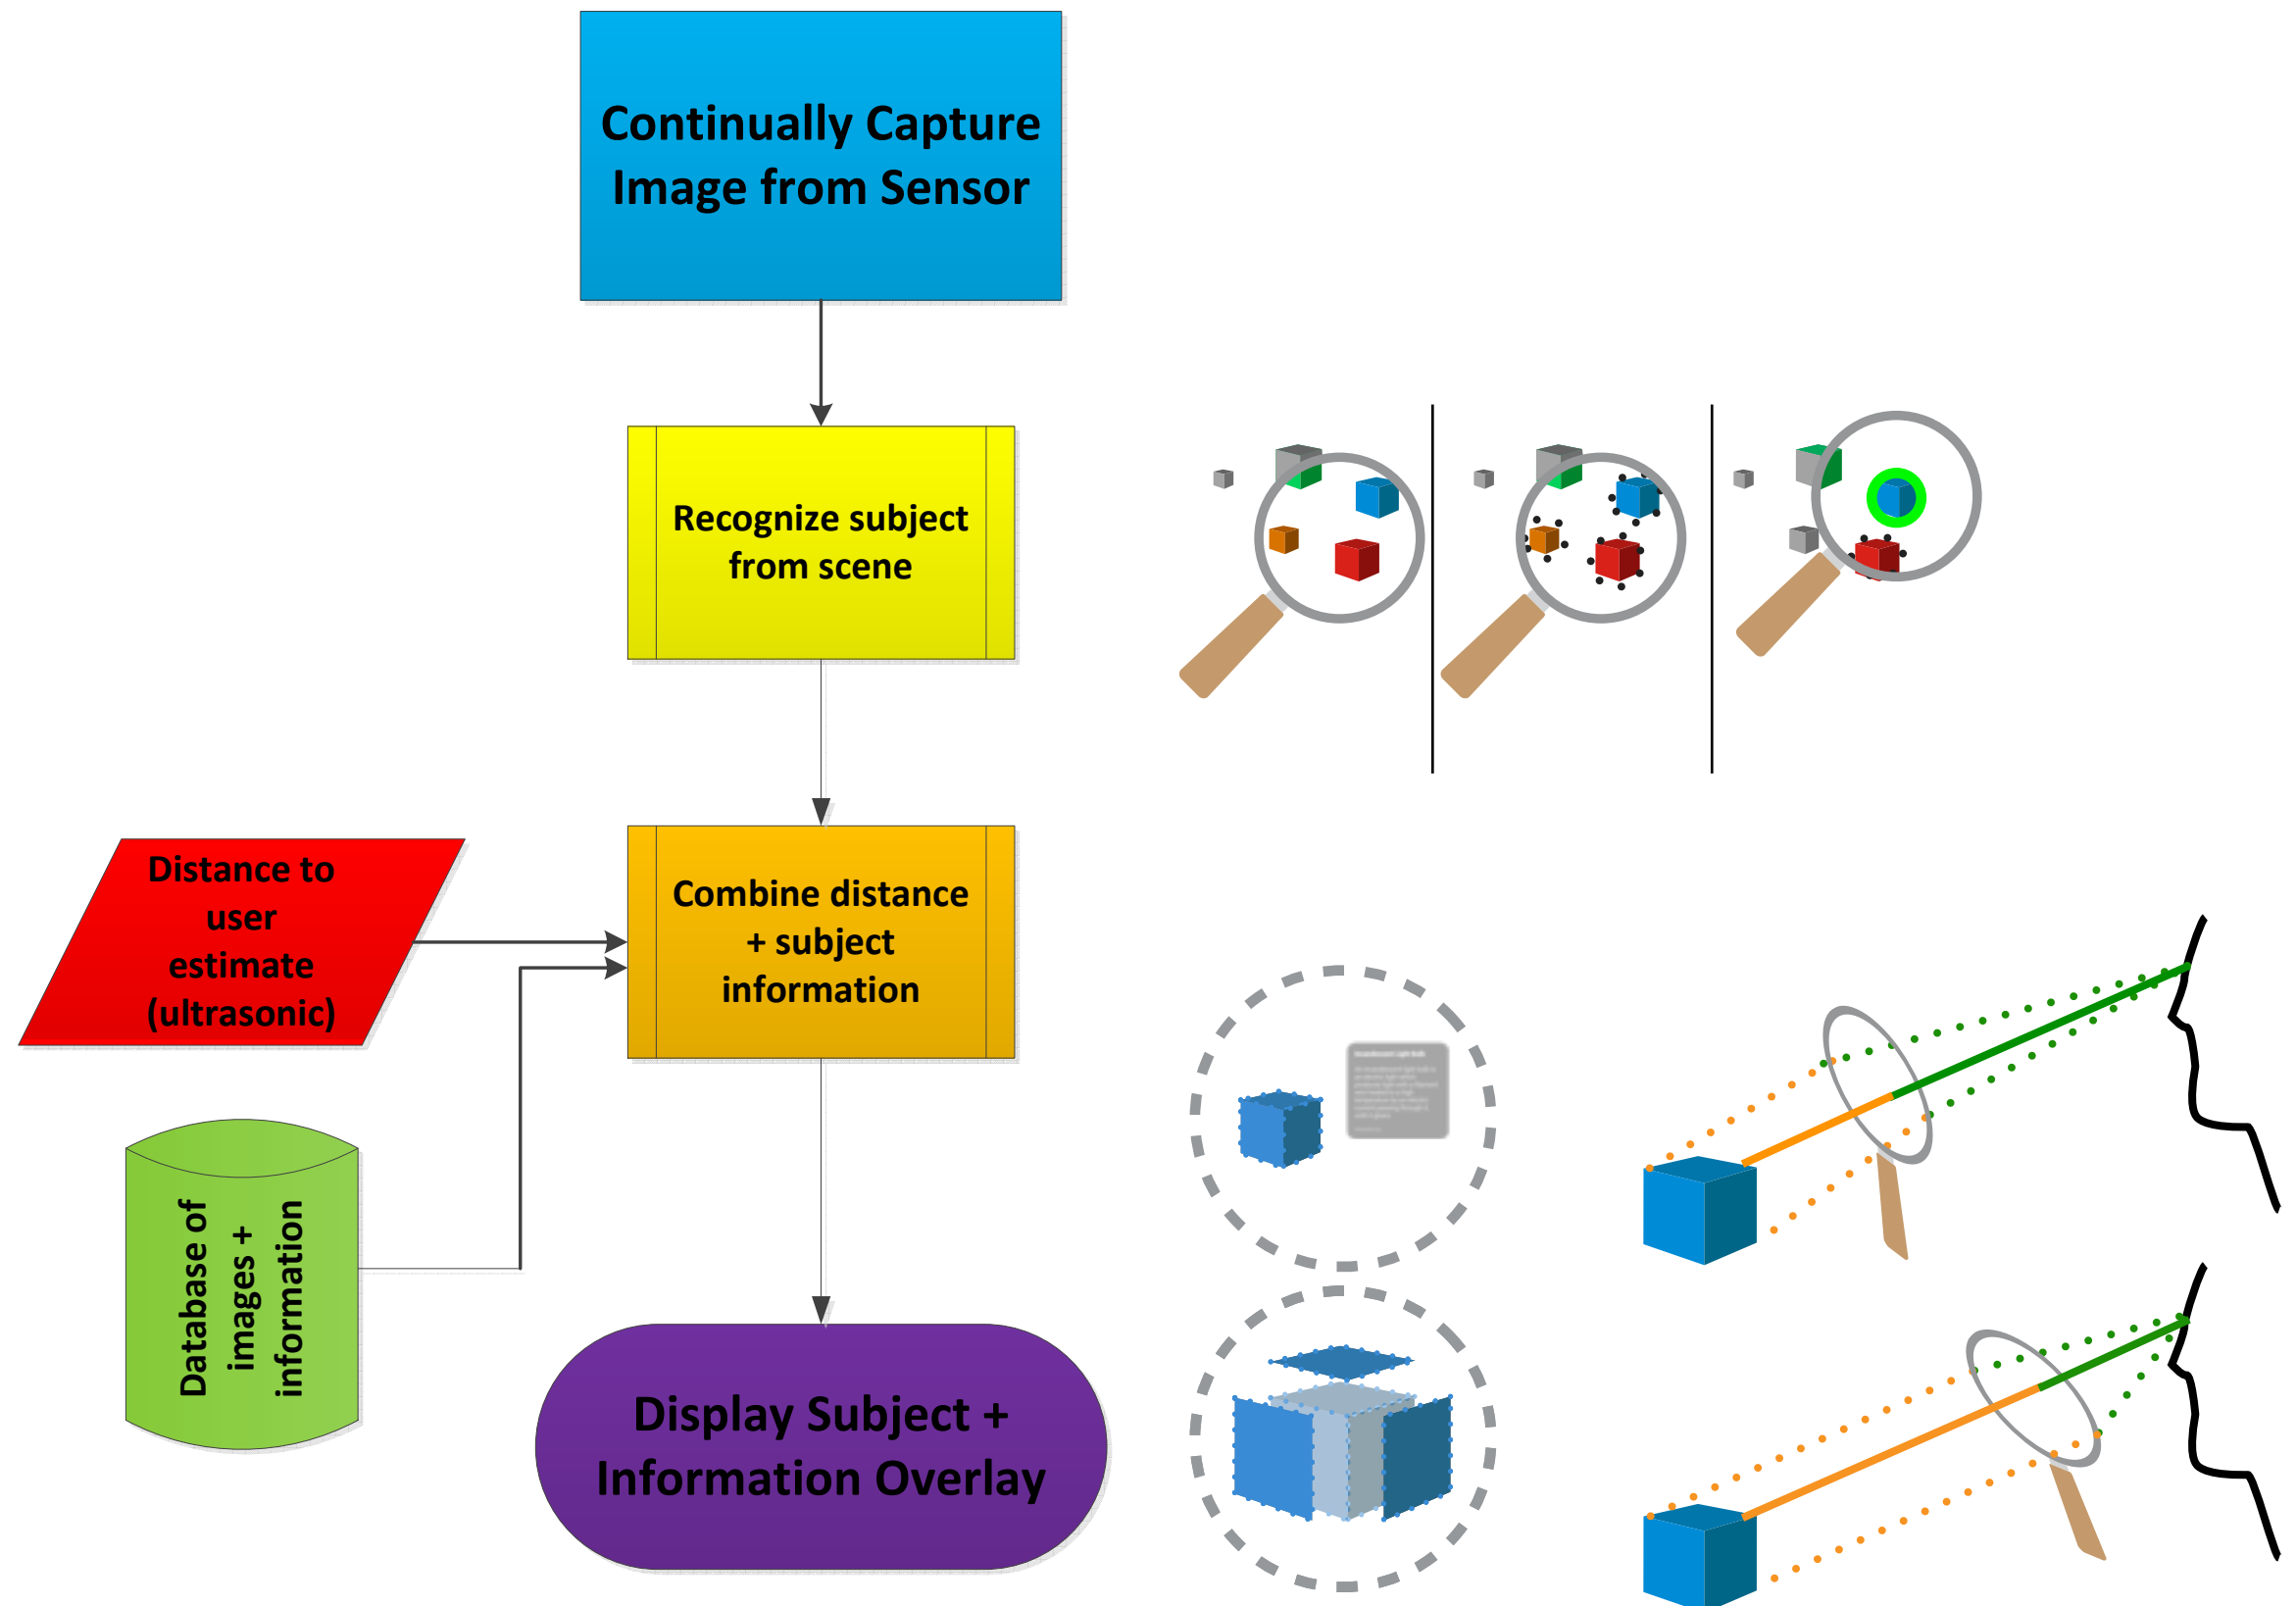 Continually Capture
Image from Sensor
Recognize subject
from scene
Distance to
user
estimate
(ultrasonic)
Combine distance
+ subject
information
Database of
images +
information
Display Subject +
Information Overlay